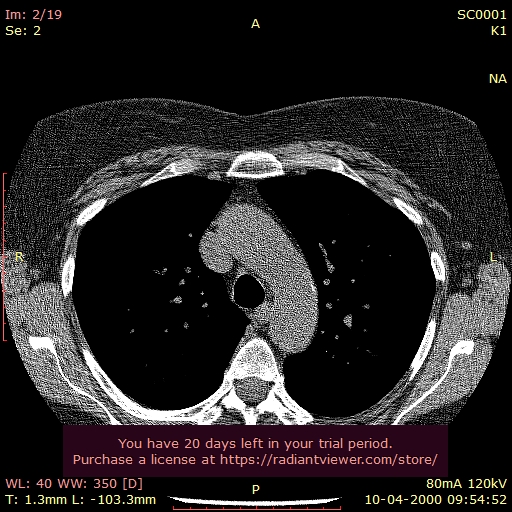 Im: 2/19
Se: 2
A
SC0001
K1
NA
R
L
You have 20 days left in your trial period.
Purchase a license at https://radiantviewer.com/store/
WL: 40 WW: 350 [D]
T: 1.3mm L: -103.3mm
P
80mA 120kV
10-04-2000 09:54:52